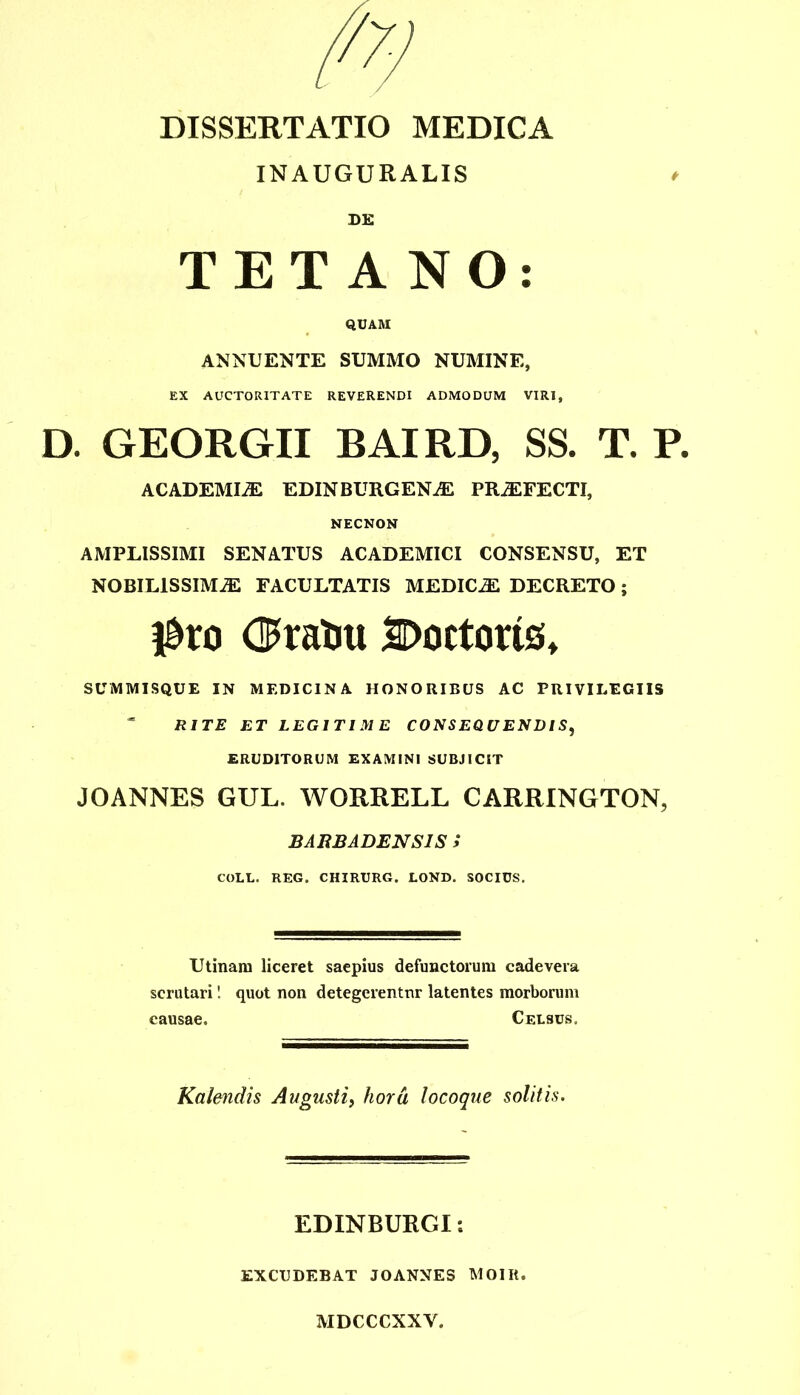 (17)
DISSERTATIO MEDICA
INAUGURALIS
DE
TETANO:
QUAM
ANNUENTE SUMMO NUMINE,
EX AUCTORITATE REVERENDI ADMODUM VIRI,
D. GEORGII BAIRD, SS. T. P.
ACADEMIÆ EDINBURGENÆ PRÆFECTI,
NECNON
AMPLISSIMI SENATUS ACADEMICI CONSENSU, ET
NOBILISSIMÆ FACULTATIS MEDICÆ DECRETO;
Pro Gradu Doctoris,
SUMMISQUE IN MEDICINA HONORIBUS AC PRIVILEGIIS
RITE ET LEGITIME CONSEQUENDIS,
ERUDITORUM EXAMINI SUBJICIT
JOANNES GUL. WORRELL CARRINGTON,
BARBADENSIS;
COLL. REG. CHIRURG. LOND. SOCIUS.
Utinam liceret saepius defunctorum cadevera
scrutari! quot non detegerentnr latentes morborum
causae. CELSUS.
Kalendis Augusti, horâ locoque solitis.
EDINBURGI:
EXCUDEBAT JOANNES MOIR.
MDCCCXXV.